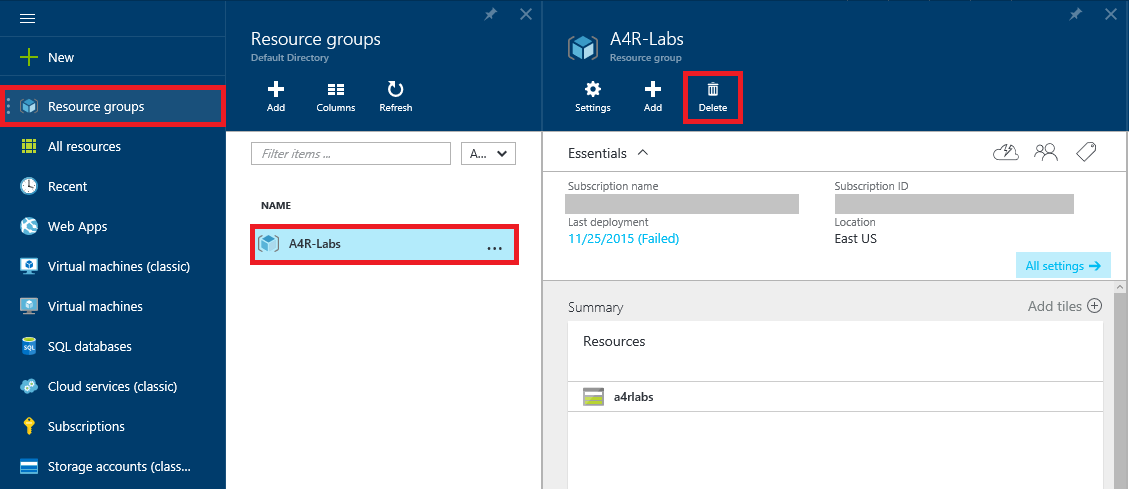 New
Resource groups
All resources
Recent
Web Apps
Virtual machines (classic)
Virtual machines
SQL databases
Cloud services (classic)
Subscriptions
Storage accounts (class...
Resource groups
Default Directory
Add
Columns
Refresh
Filter items ...
A...
NAME
A4R-Labs
...
A4R-Labs
Resource group
Settings
Add
Delete
Essentials
Subscription name
Subscription ID
Last deployment
Location
11/25/2015 (Failed)
East US
All settings
Summary
Add tiles
Resources
a4rlabs